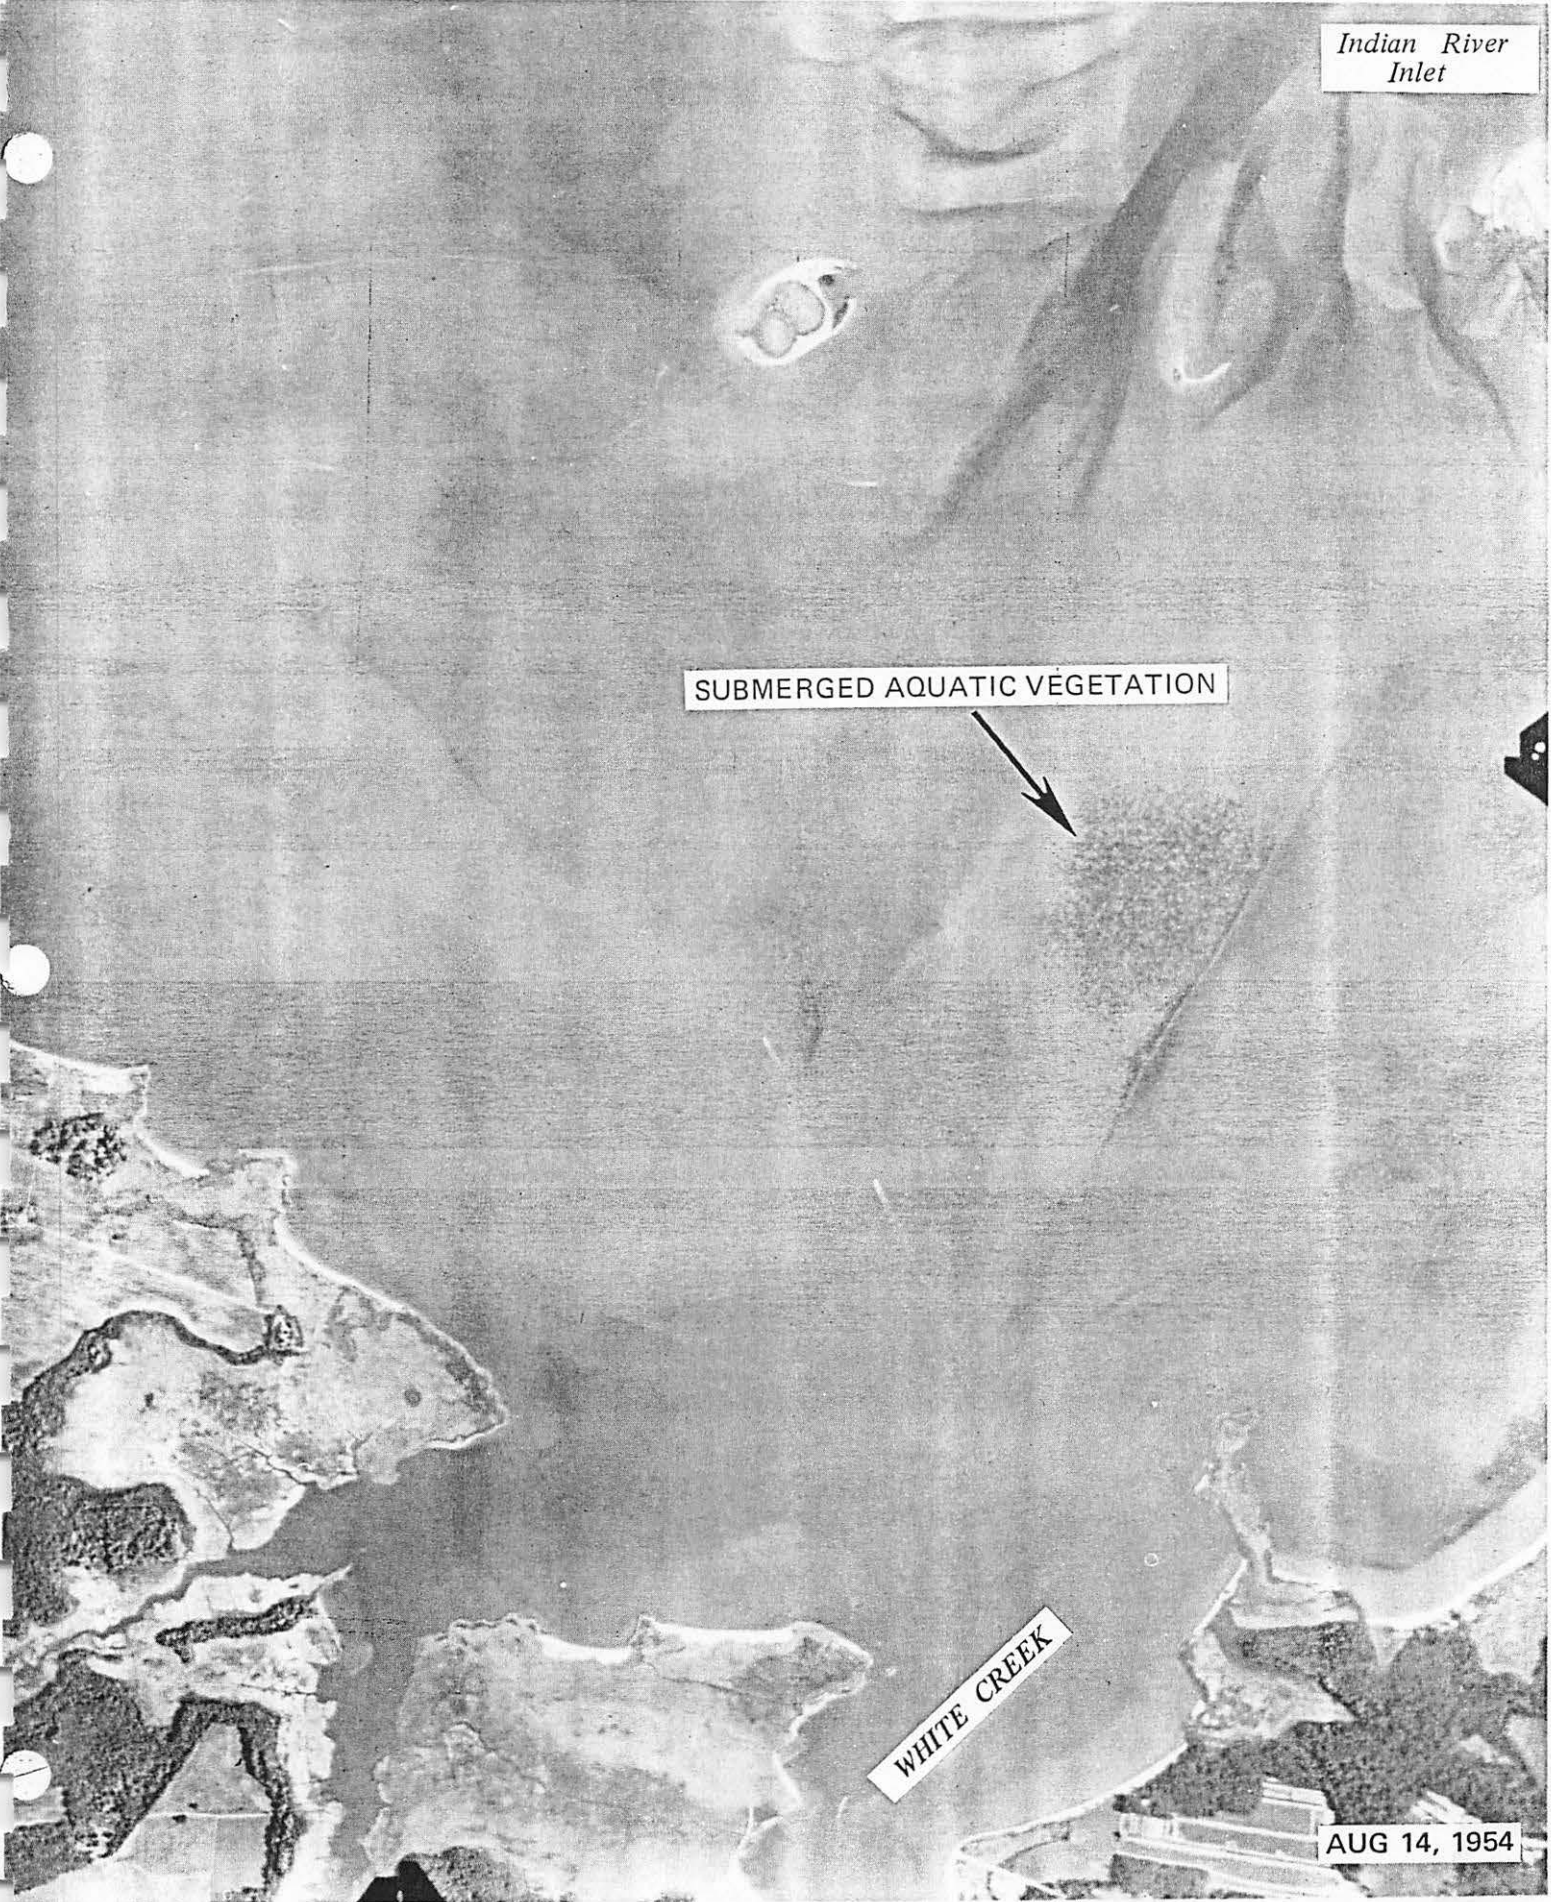 Indian River
Inlet
SUBMERGED AQUATIC VEGETATION
WHITE CREEK
AUG 14, 1954